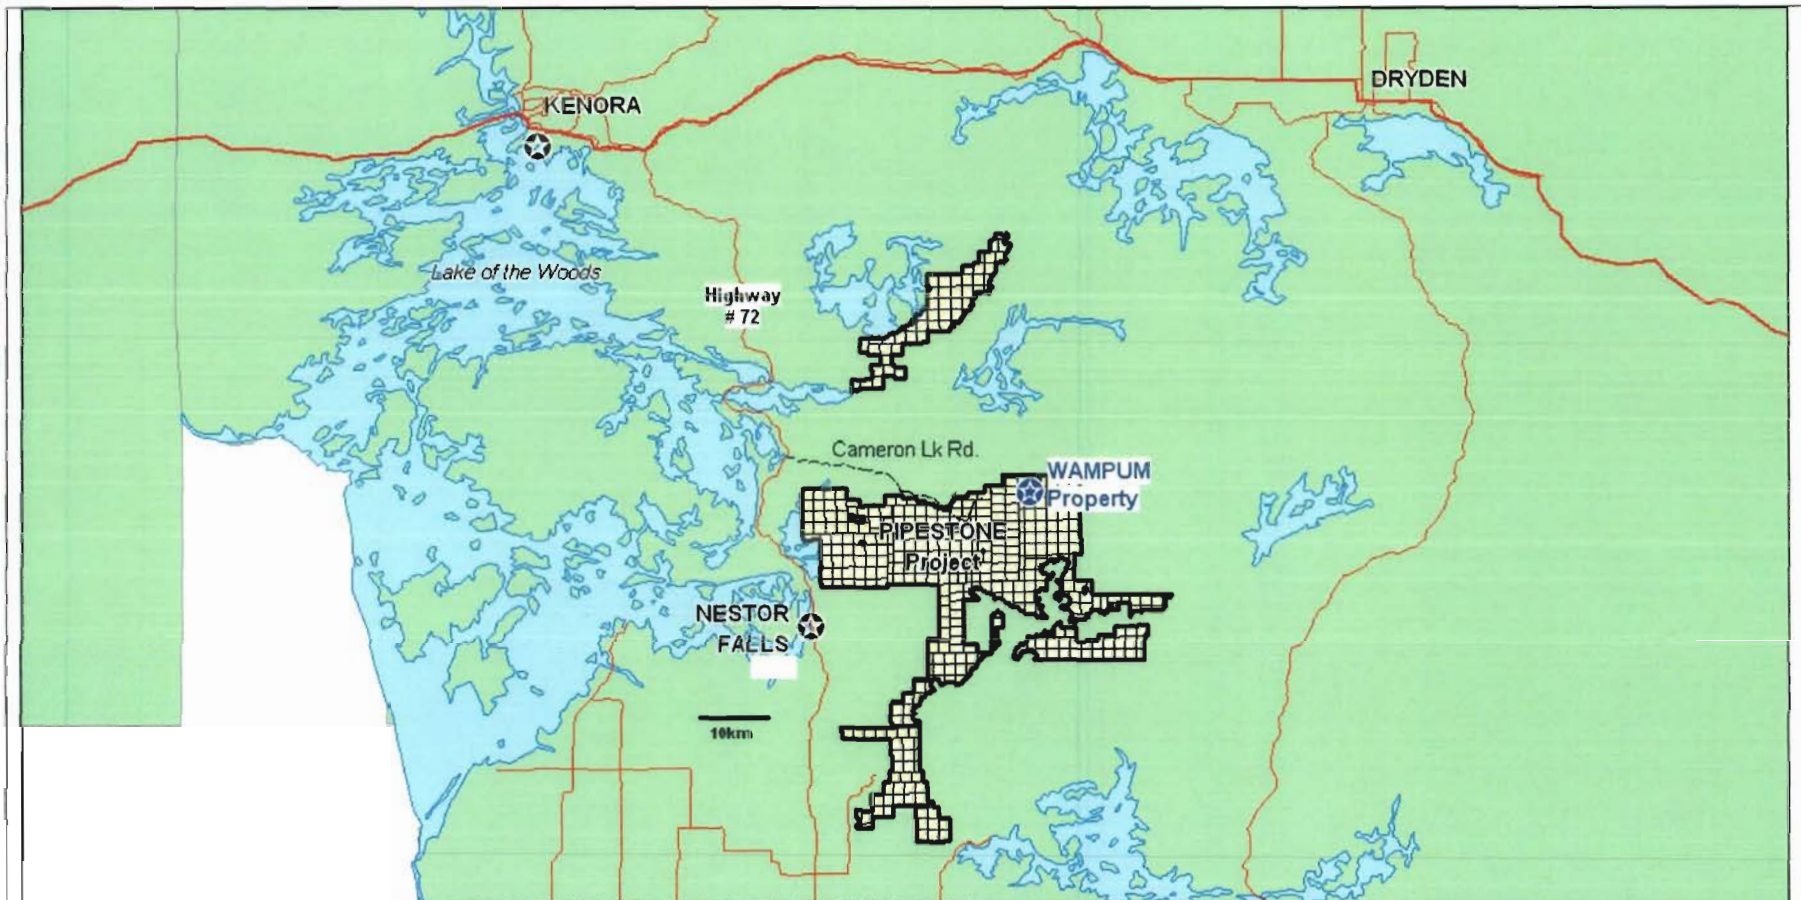 DRYDEN
KENORA
Lake of the Woods
Highway
# 72
Cameron Lk Rd.
WAMPUM
Property
PIPESTONE
Project
NESTOR
FALLS
10km